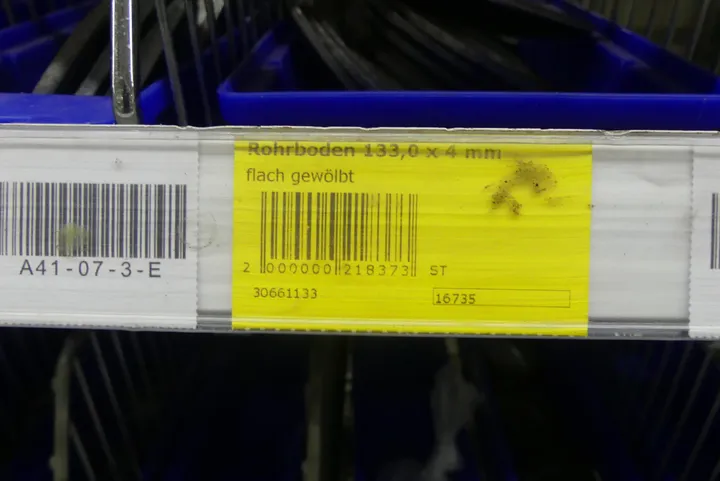 Rohrboden 133,0 x 4 mm
flach gewölbt
A41-07-3-E
2 000000 218373 ST
30661133
16735